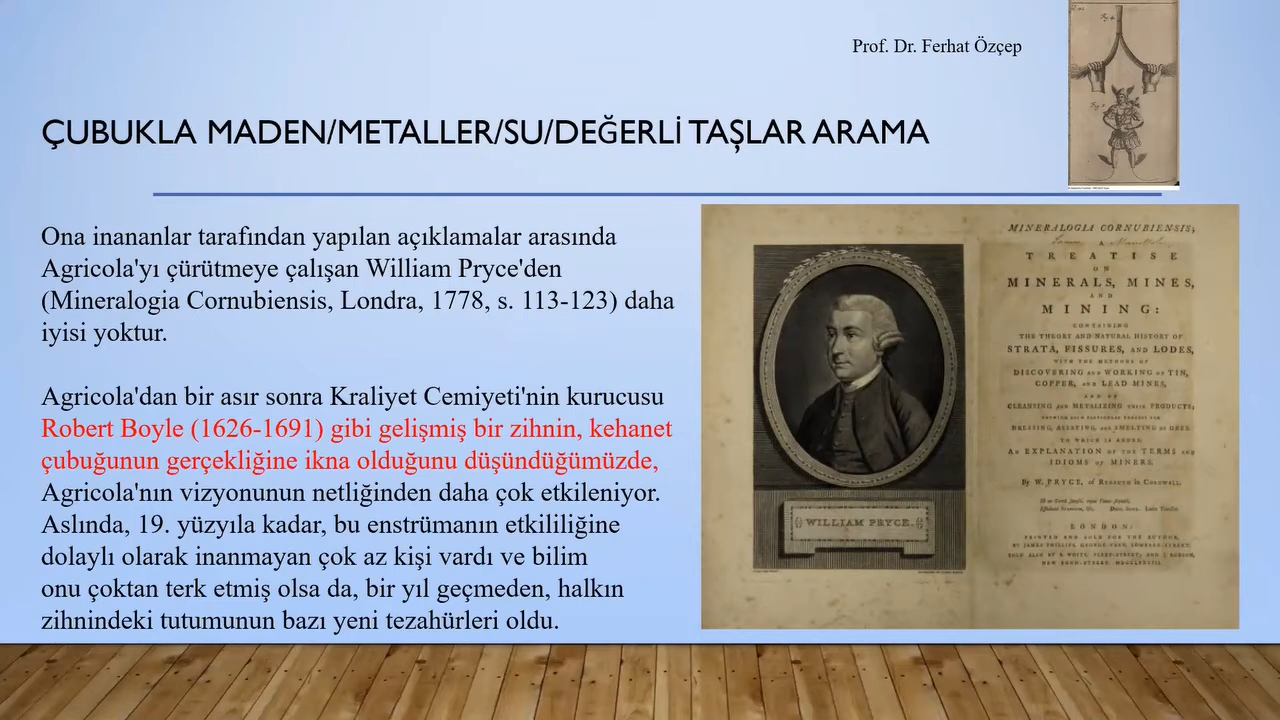 Prof. Dr. Ferhat Özçep
ÇUBUKLA MADEN/METALLER/SU/DEĞERLİ TAŞLAR ARAMA
Ona inananlar tarafından yapılan açıklamalar arasında
Agricola'yı çürütmeye çalışan William Pryce'den
(Mineralogia Cornubiensis, Londra, 1778, s. 113-123) daha
iyisi yoktur.
Agricola'dan bir asır sonra Kraliyet Cemiyeti'nin kurucusu
Robert Boyle (1626-1691) gibi gelişmiş bir zihnin, kehanet
çubuğunun gerçekliğine ikna olduğunu düşündüğümüzde,
Agricola'nın vizyonunun netliğinden daha çok etkileniyor.
Aslında, 19. yüzyıla kadar, bu enstrümanın etkililiğine
dolaylı olarak inanmayan çok az kişi vardı ve bilim
onu çoktan terk etmiş olsa da, bir yıl geçmeden, halkın
zihnindeki tutumunun bazı yeni tezahürleri oldu.
WILLIAM PRYCE.
MINERALOGIA CORNUBIENSIS;
A
TREATISE
ON
MINERALS, MINES,
AND
MINING:
CONTAINING
THE THEORY AND NATURAL HISTORY OF
STRATA, FISSURES, AND LODES,
WITH THE METHODS OF
DISCOVERING AND WORKING OF TIN,
COPPER, AND LEAD MINES,
AND OF
CLEANSING AND METALIZING THEIR PRODUCTS;
DRESSING, ASSAYING, AND SMELTING OF ORES.
TO WHICH IS ADDED,
AN EXPLANATION OF THE TERMS AND
IDIOMS OF MINERS.
By W. PRYCE, of REDRUTH in CORNWALL.
LONDON:
PRINTED AND SOLD FOR THE AUTHOR,